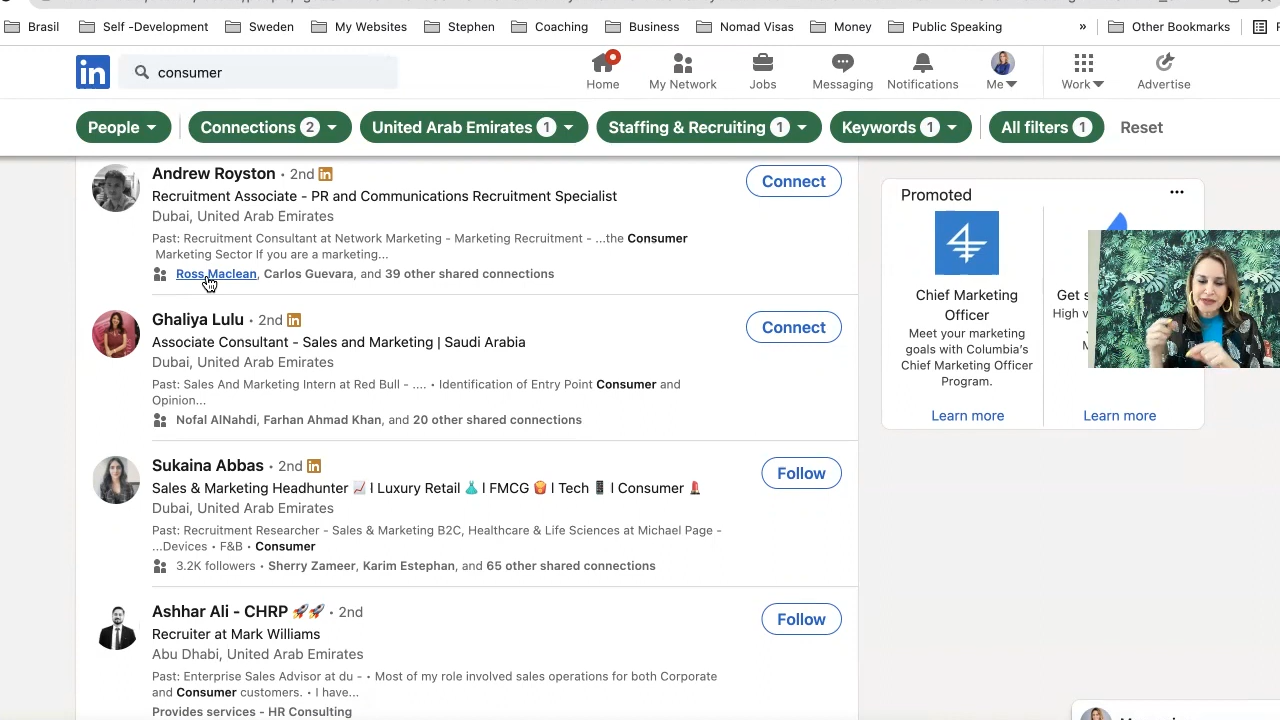 Brasil Self -Development Sweden My Websites Stephen Coaching Business Nomad Visas Money Public Speaking » Other Bookmarks
in consumer Home My Network Jobs Messaging Notifications Me Work Advertise
People Connections 2 United Arab Emirates 1 Staffing & Recruiting 1 Keywords 1 All filters 1 Reset
Andrew Royston • 2nd in
Connect
Recruitment Associate - PR and Communications Recruitment Specialist
Dubai, United Arab Emirates
Past: Recruitment Consultant at Network Marketing - Marketing Recruitment - ...the Consumer
Marketing Sector If you are a marketing...
Ross Maclean, Carlos Guevara, and 39 other shared connections
Ghaliya Lulu • 2nd in
Connect
Associate Consultant - Sales and Marketing | Saudi Arabia
Dubai, United Arab Emirates
Past: Sales And Marketing Intern at Red Bull - .... • Identification of Entry Point Consumer and
Opinion...
Nofal AlNahdi, Farhan Ahmad Khan, and 20 other shared connections
Sukaina Abbas • 2nd in
Follow
Sales & Marketing Headhunter 📈 I Luxury Retail 👗 I FMCG 🍟 I Tech 📱 I Consumer 💄
Dubai, United Arab Emirates
Past: Recruitment Researcher - Sales & Marketing B2C, Healthcare & Life Sciences at Michael Page -
...Devices • F&B • Consumer
3.2K followers • Sherry Zameer, Karim Estephan, and 65 other shared connections
Ashhar Ali - CHRP 🚀🚀 • 2nd
Follow
Recruiter at Mark Williams
Abu Dhabi, United Arab Emirates
Past: Enterprise Sales Advisor at du - • Most of my role involved sales operations for both Corporate
and Consumer customers. • I have...
Provides services - HR Consulting
Promoted
Chief Marketing
Officer
Meet your marketing
goals with Columbia's
Chief Marketing Officer
Program.
Learn more
Get
High
Learn more